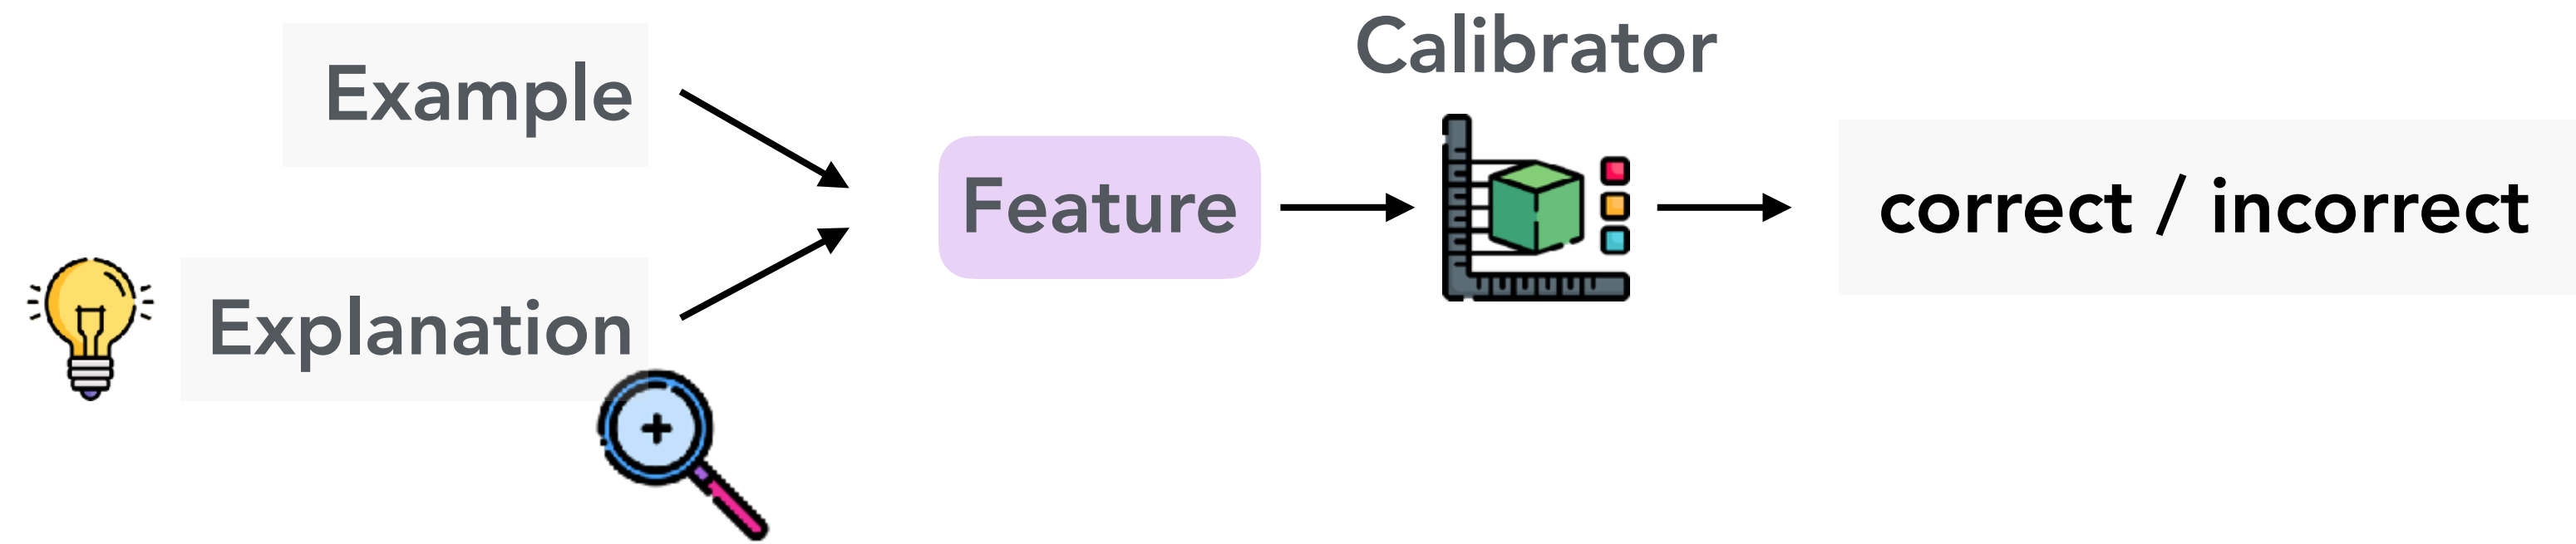 Example
Explanation
Feature
Calibrator
correct / incorrect